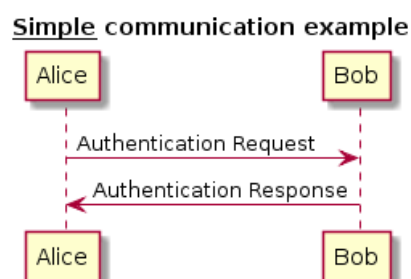 Simple communication example
Alice Bob
Authentication Request
Authentication Response
Alice Bob